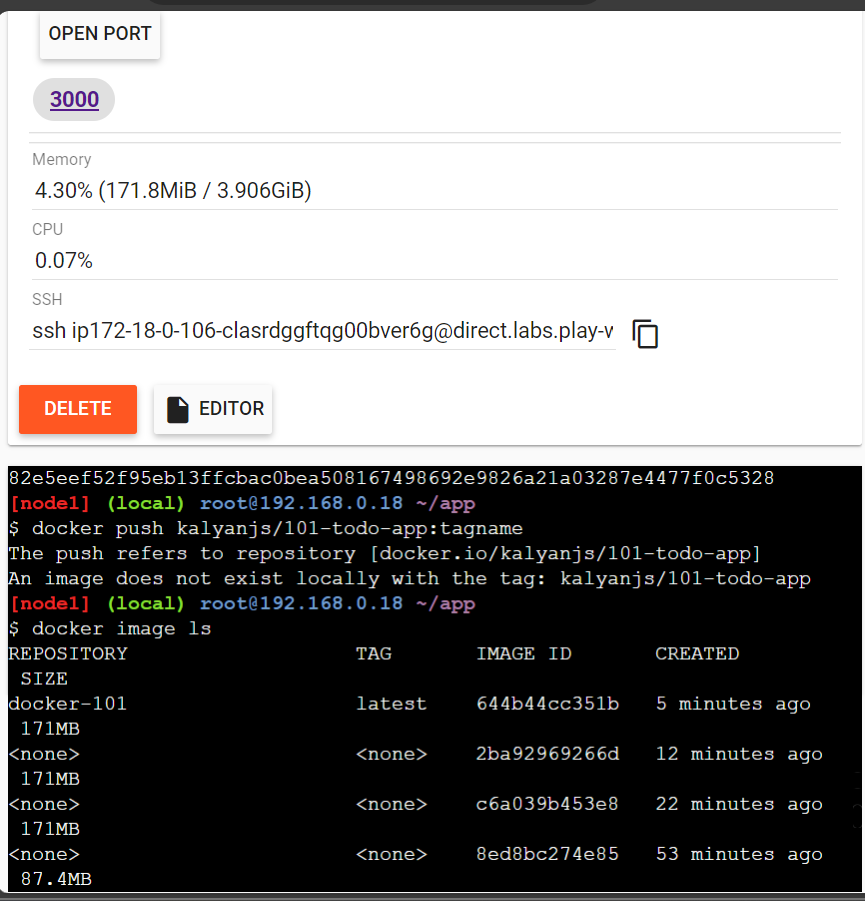 OPEN PORT
3000
Memory
4.30% (171.8MiB / 3.906GiB)
CPU
0.07%
SSH
ssh ip172-18-0-106-clasrdggftqg00bver6g@direct.labs.play-w
DELETE
EDITOR
82e5eef52f95eb13ffcbac0bea508167498692e9826a21a03287e4477f0c5328
[node1] (local) root@192.168.0.18 ~/app
$ docker push kalyanjs/101-todo-app:tagname
The push refers to repository [docker.io/kalyanjs/101-todo-app]
An image does not exist locally with the tag: kalyanjs/101-todo-app
[node1] (local) root@192.168.0.18 ~/app
$ docker image ls
REPOSITORY TAG IMAGE ID CREATED
SIZE
docker-101 latest 644b44cc351b 5 minutes ago
171MB
<none> <none> 2ba92969266d 12 minutes ago
171MB
<none> <none> c6a039b453e8 22 minutes ago
171MB
<none> <none> 8ed8bc274e85 53 minutes ago
87.4MB